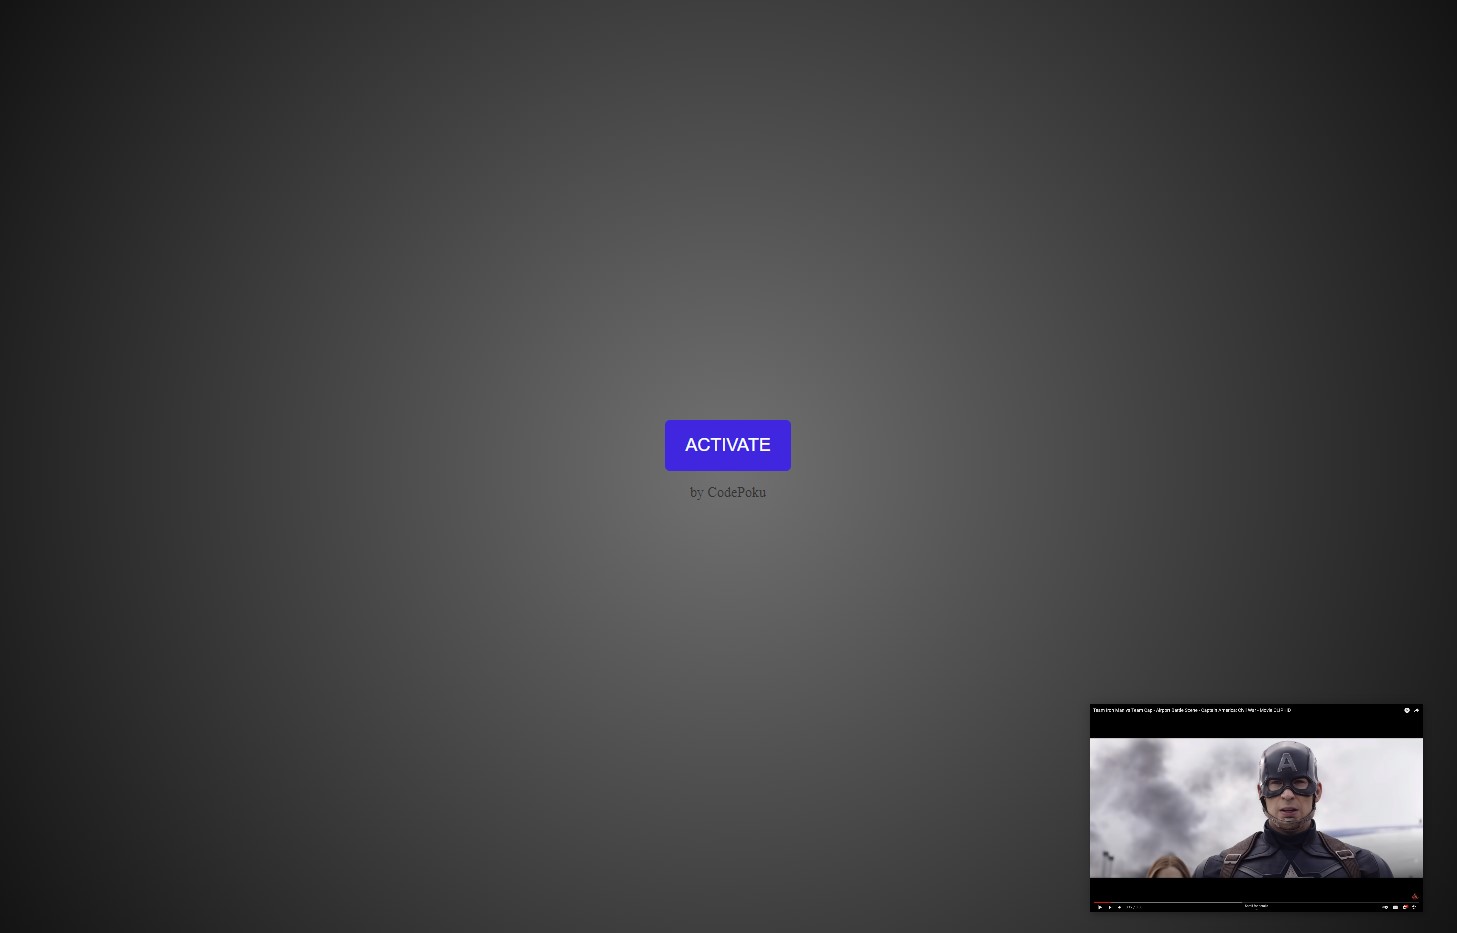 ACTIVATE
by CodePoku
Team Iron Man vs Team Cap - Airport Battle Scene - Captain America: Civil War - Movie CLIP HD
A